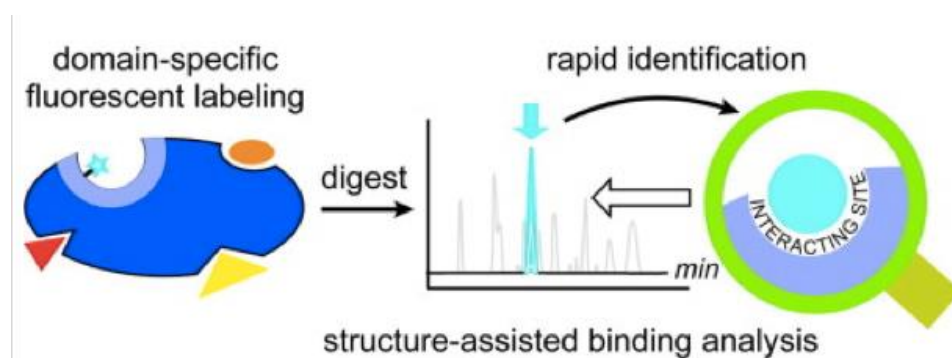 domain-specific
fluorescent labeling
rapid identification
digest
INTERACTING SITE
min
structure-assisted binding analysis